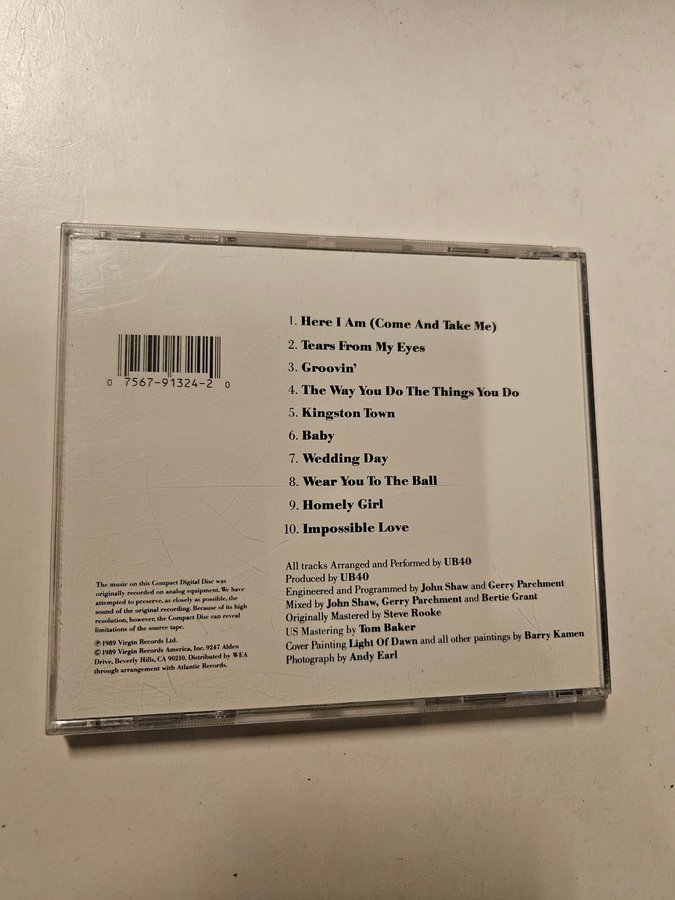 1. Here I Am (Come And Take Me)
2. Tears From My Eyes
3. Groovin'
4. The Way You Do The Things You Do
5. Kingston Town
6. Baby
7. Wedding Day
8. Wear You To The Ball
9. Homely Girl
10. Impossible Love
0 7567-91324-2 0
All tracks Arranged and Performed by UB40
Produced by UB40
Engineered and Programmed by John Shaw and Gerry Parchment
Mixed by John Shaw, Gerry Parchment and Bertie Grant
Originally Mastered by Steve Rooke
US Mastering by Tom Baker
Cover Painting Light Of Dawn and all other paintings by Barry Kamen
Photograph by Andy Earl
The music on this Compact Digital Disc was
originally recorded on analog equipment. We have
attempted to preserve, as closely as possible, the
sound of the original recording. Because of its high
resolution, however, the Compact Disc can reveal
limitations of the source tape.
℗ 1989 Virgin Records Ltd.
© 1989 Virgin Records America, Inc. 9247 Alden
Drive, Beverly Hills, CA 90210. Distributed by WEA
through arrangement with Atlantic Records.